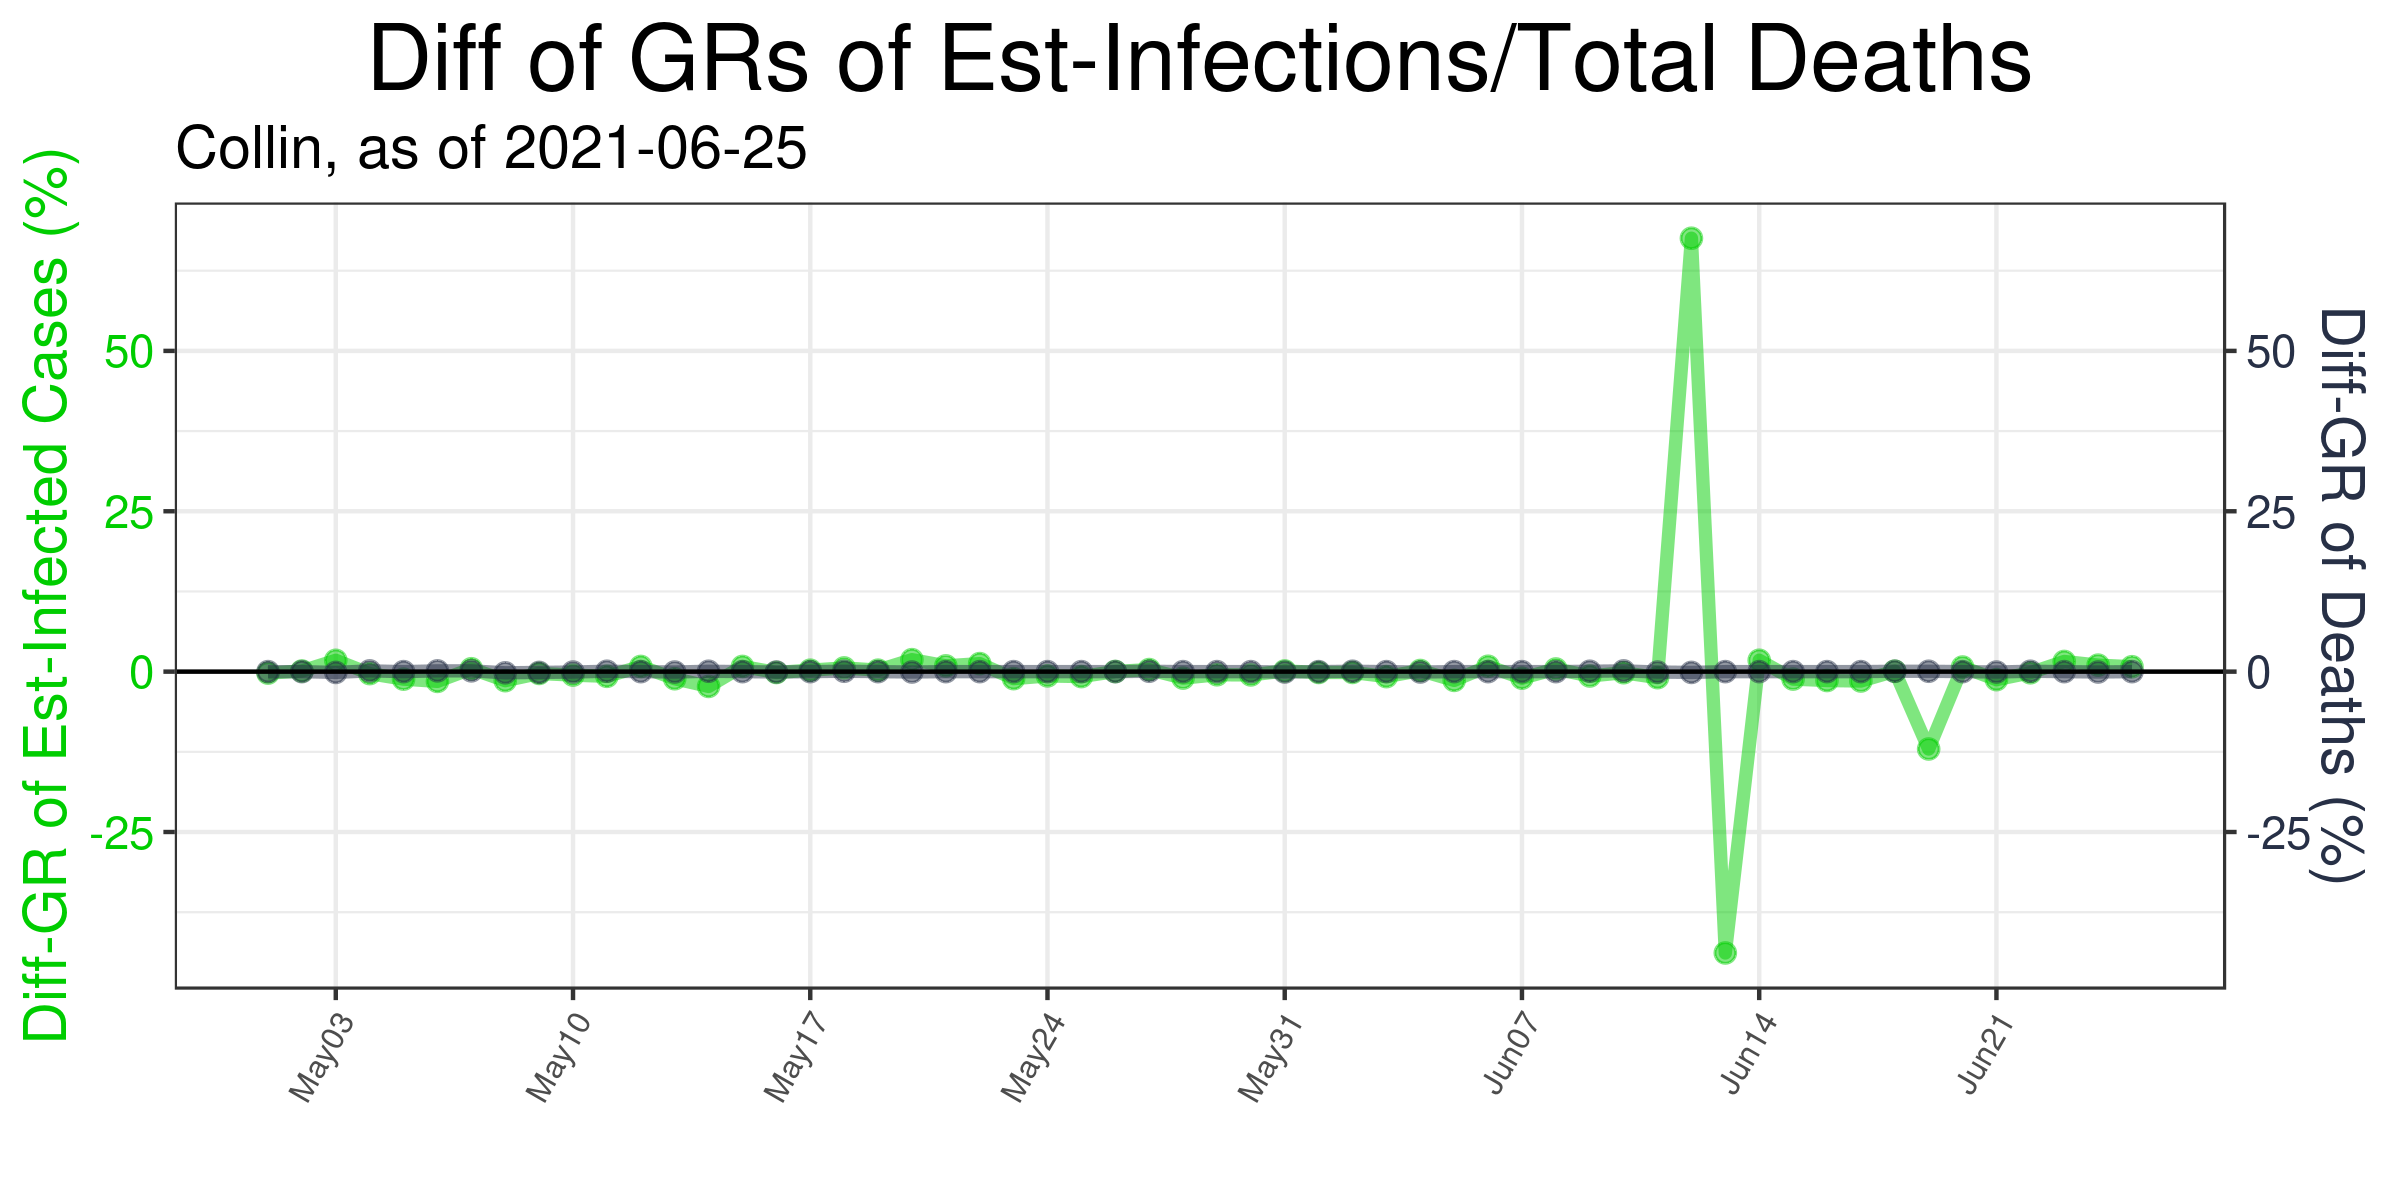 Diff of GRs of Est-Infections/Total Deaths
Collin, as of 2021-06-25
Diff-GR of Est-Infected Cases (%)
50
25
0
-25
50
25
0
-25
Diff-GR of Deaths (%)
May03
May10
May17
May24
May31
Jun07
Jun14
Jun21